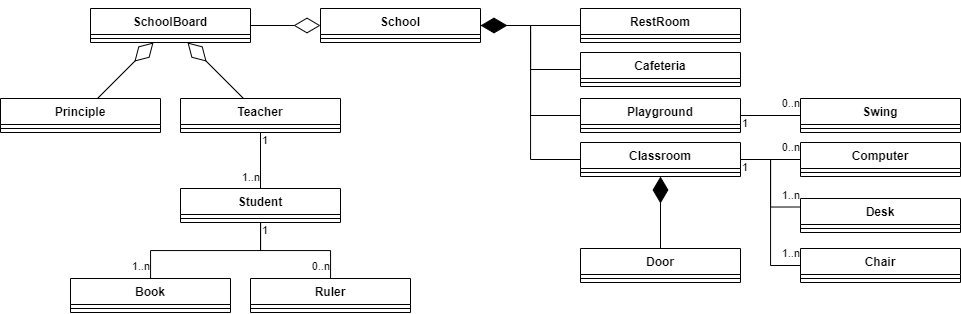 SchoolBoard
School
RestRoom
Cafeteria
Principle
Teacher
Playground
0..n
Swing
1
1
Classroom
0..n
Computer
1
1..n
Student
1..n
Desk
1
1..n
Chair
Door
1..n
0..n
Book
Ruler